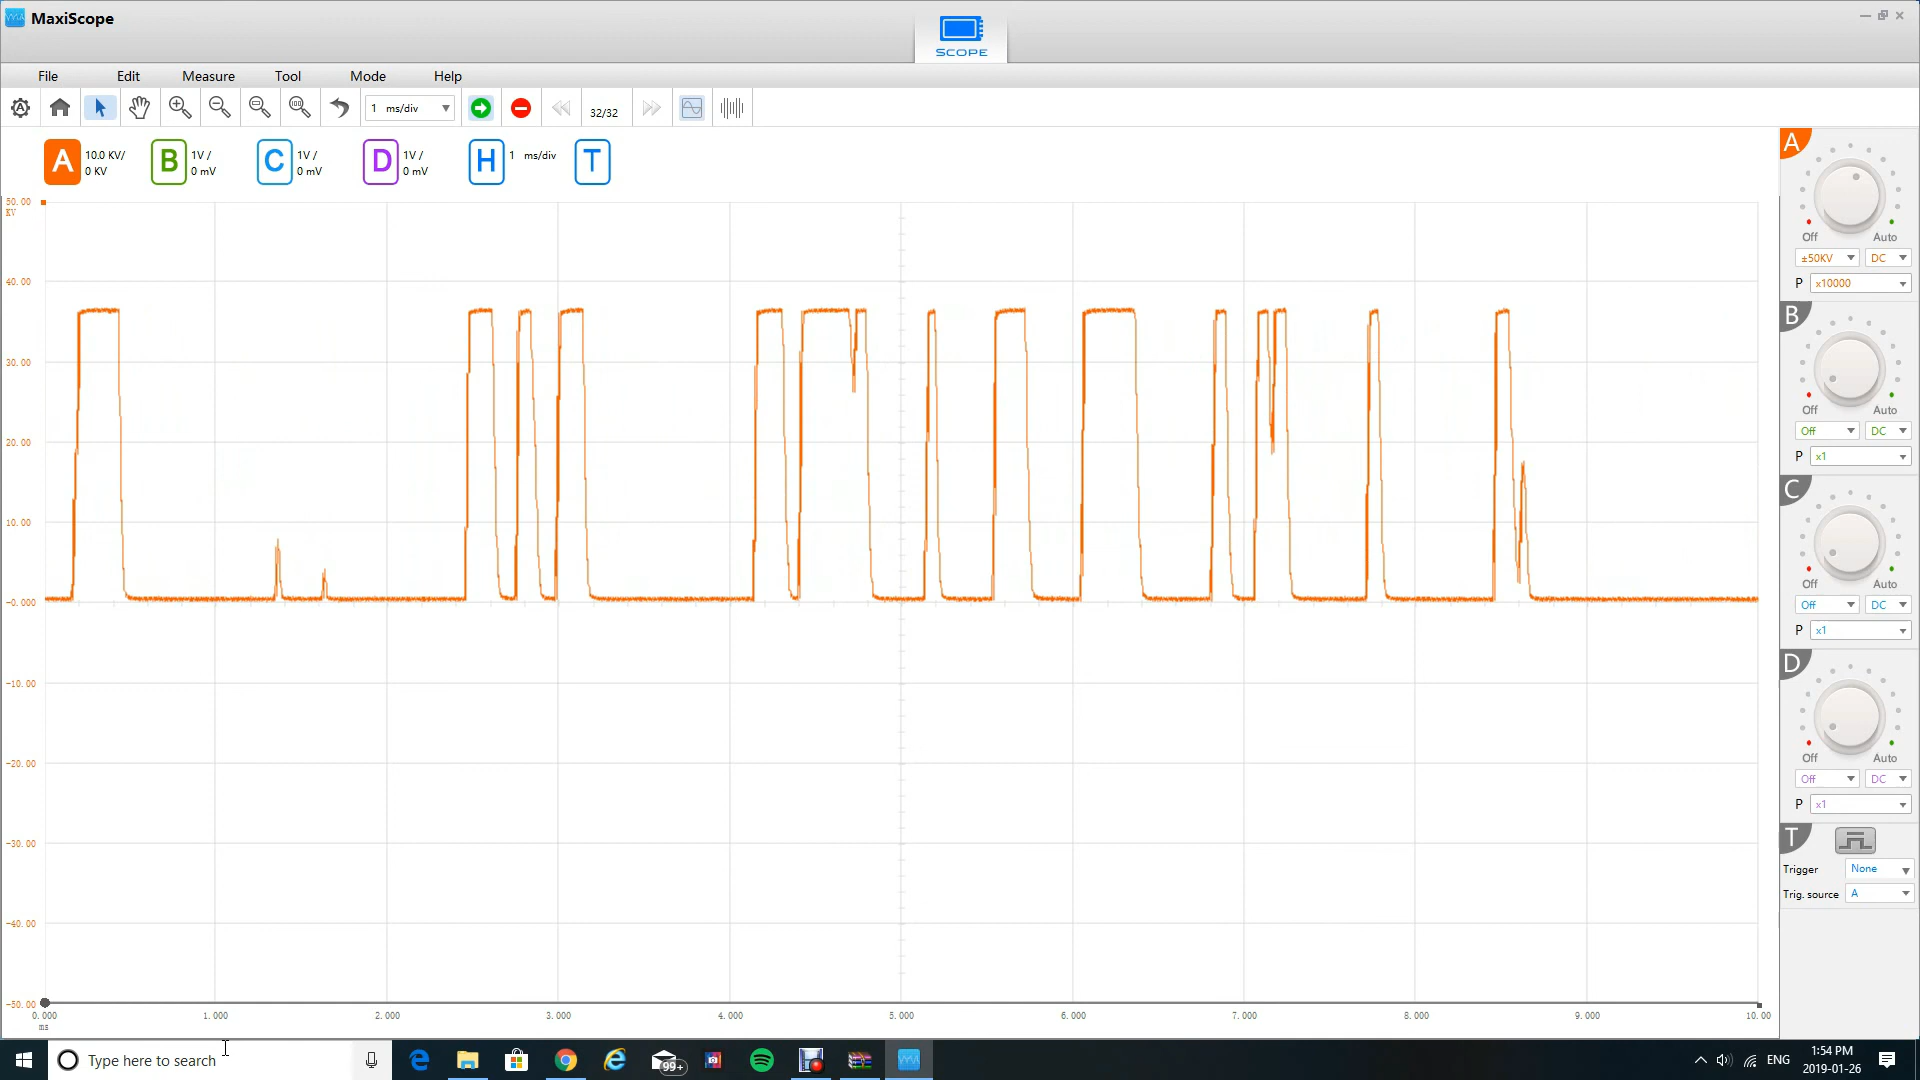 MaxiScope
SCOPE
File Edit Measure Tool Mode Help
1 ms/div 32/32
A 10.0 KV/ 0 KV B 1V / 0 mV C 1V / 0 mV D 1V / 0 mV H 1 ms/div T
50.00
KV
40.00
30.00
20.00
10.00
-0.000
-10.00
-20.00
-30.00
-40.00
-50.00
0.000 1.000 2.000 3.000 4.000 5.000 6.000 7.000 8.000 9.000 10.00
ms
A
Off Auto
±50KV DC
P x10000
B
Off Auto
Off DC
P x1
C
Off Auto
Off DC
P x1
D
Off Auto
Off DC
P x1
T
Trigger None
Trig. source A
Type here to search
99+
ENG
1:54 PM
2019-01-26